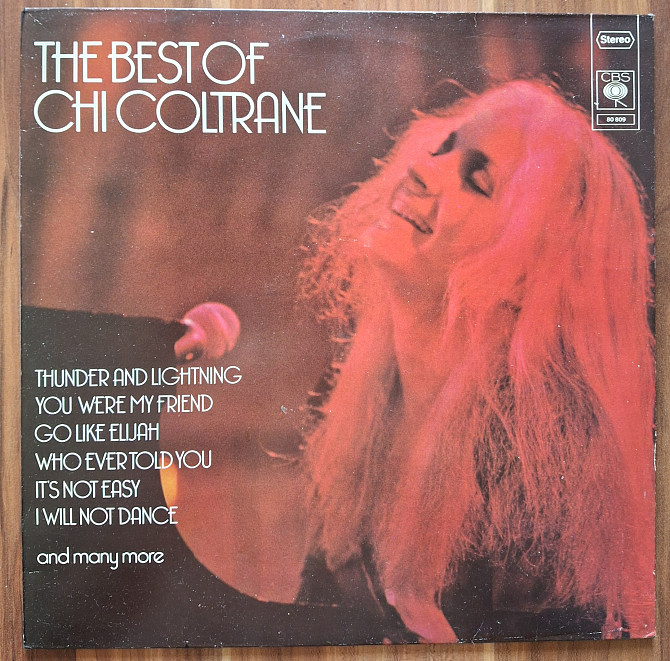 THE BEST OF
CHI COLTRANE
Stereo
CBS
80 809
THUNDER AND LIGHTNING
YOU WERE MY FRIEND
GO LIKE ELIJAH
WHO EVER TOLD YOU
IT'S NOT EASY
I WILL NOT DANCE
and many more